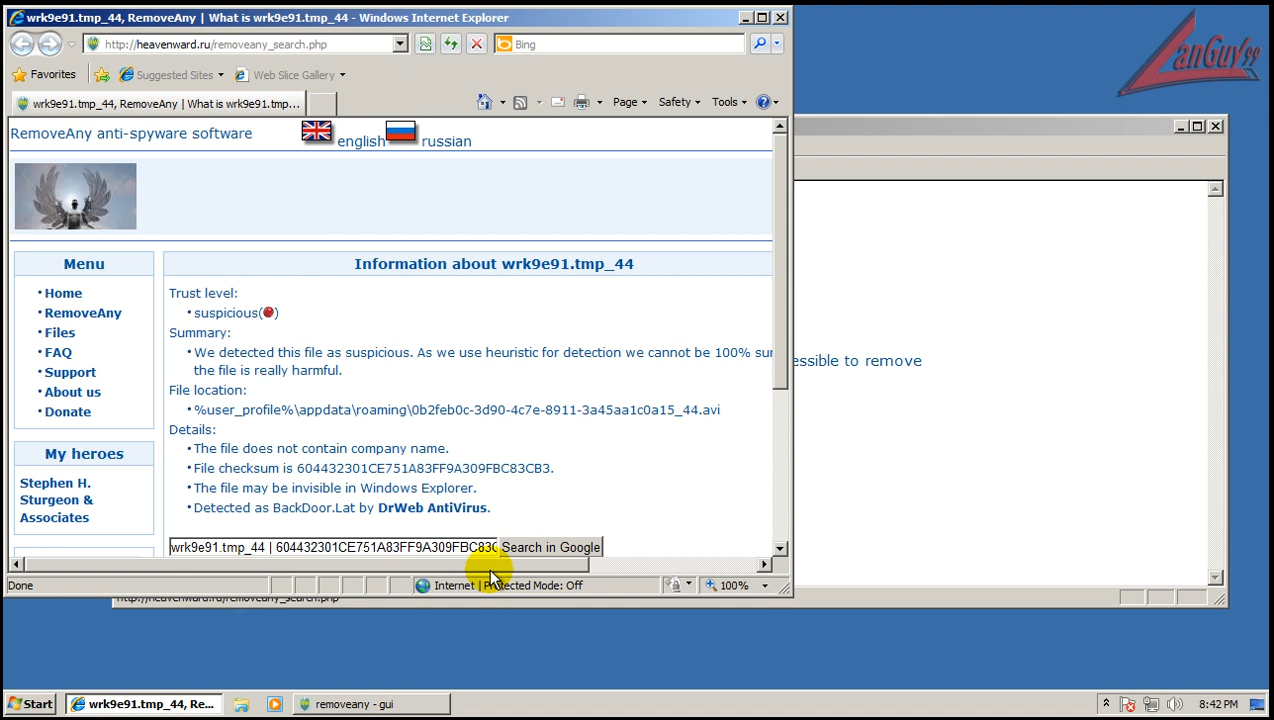 wrk9e91.tmp_44, RemoveAny | What is wrk9e91.tmp_44 - Windows Internet Explorer
http://heavenward.ru/removeany_search.php
Bing
Favorites
Suggested Sites
Web Slice Gallery
wrk9e91.tmp_44, RemoveAny | What is wrk9e91.tmp...
Page
Safety
Tools
RemoveAny anti-spyware software
english
russian
Menu
• Home
• RemoveAny
• Files
• FAQ
• Support
• About us
• Donate
My heroes
Stephen H.
Sturgeon &
Associates
Information about wrk9e91.tmp_44
Trust level:
• suspicious( )
Summary:
• We detected this file as suspicious. As we use heuristic for detection we cannot be 100% sur
the file is really harmful.
File location:
• %user_profile%\appdata\roaming\0b2feb0c-3d90-4c7e-8911-3a45aa1c0a15_44.avi
Details:
• The file does not contain company name.
• File checksum is 604432301CE751A83FF9A309FBC83CB3.
• The file may be invisible in Windows Explorer.
• Detected as BackDoor.Lat by DrWeb AntiVirus.
wrk9e91.tmp_44 | 604432301CE751A83FF9A309FBC83C
Search in Google
Done
Internet | Protected Mode: Off
100%
LanGuy99
essible to remove
http://heavenward.ru/removeany_search.php
Start
wrk9e91.tmp_44, Re...
removeany - gui
8:42 PM